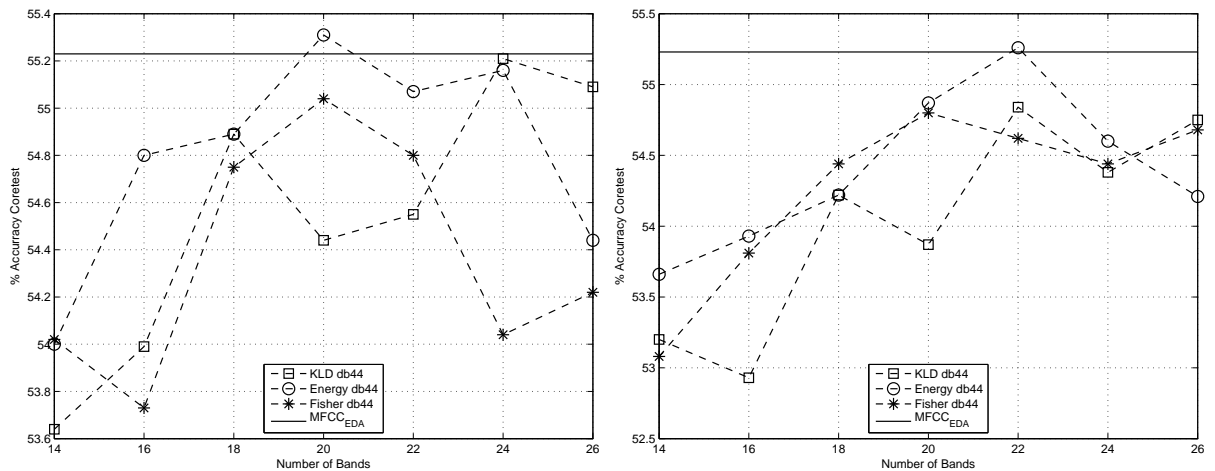 55.4
55.2
55
54.8
54.6
54.4
54.2
54
53.8
53.6
14
16
18
20
22
24
26
Number of Bands
% Accurracy Coretest
KLD db44
Energy db44
Fisher db44
MFCC_EDA
55.5
55
54.5
54
53.5
53
52.5
14
16
18
20
22
24
26
Number of Bands
% Accurracy Coretest
KLD db44
Energy db44
Fisher db44
MFCC_EDA